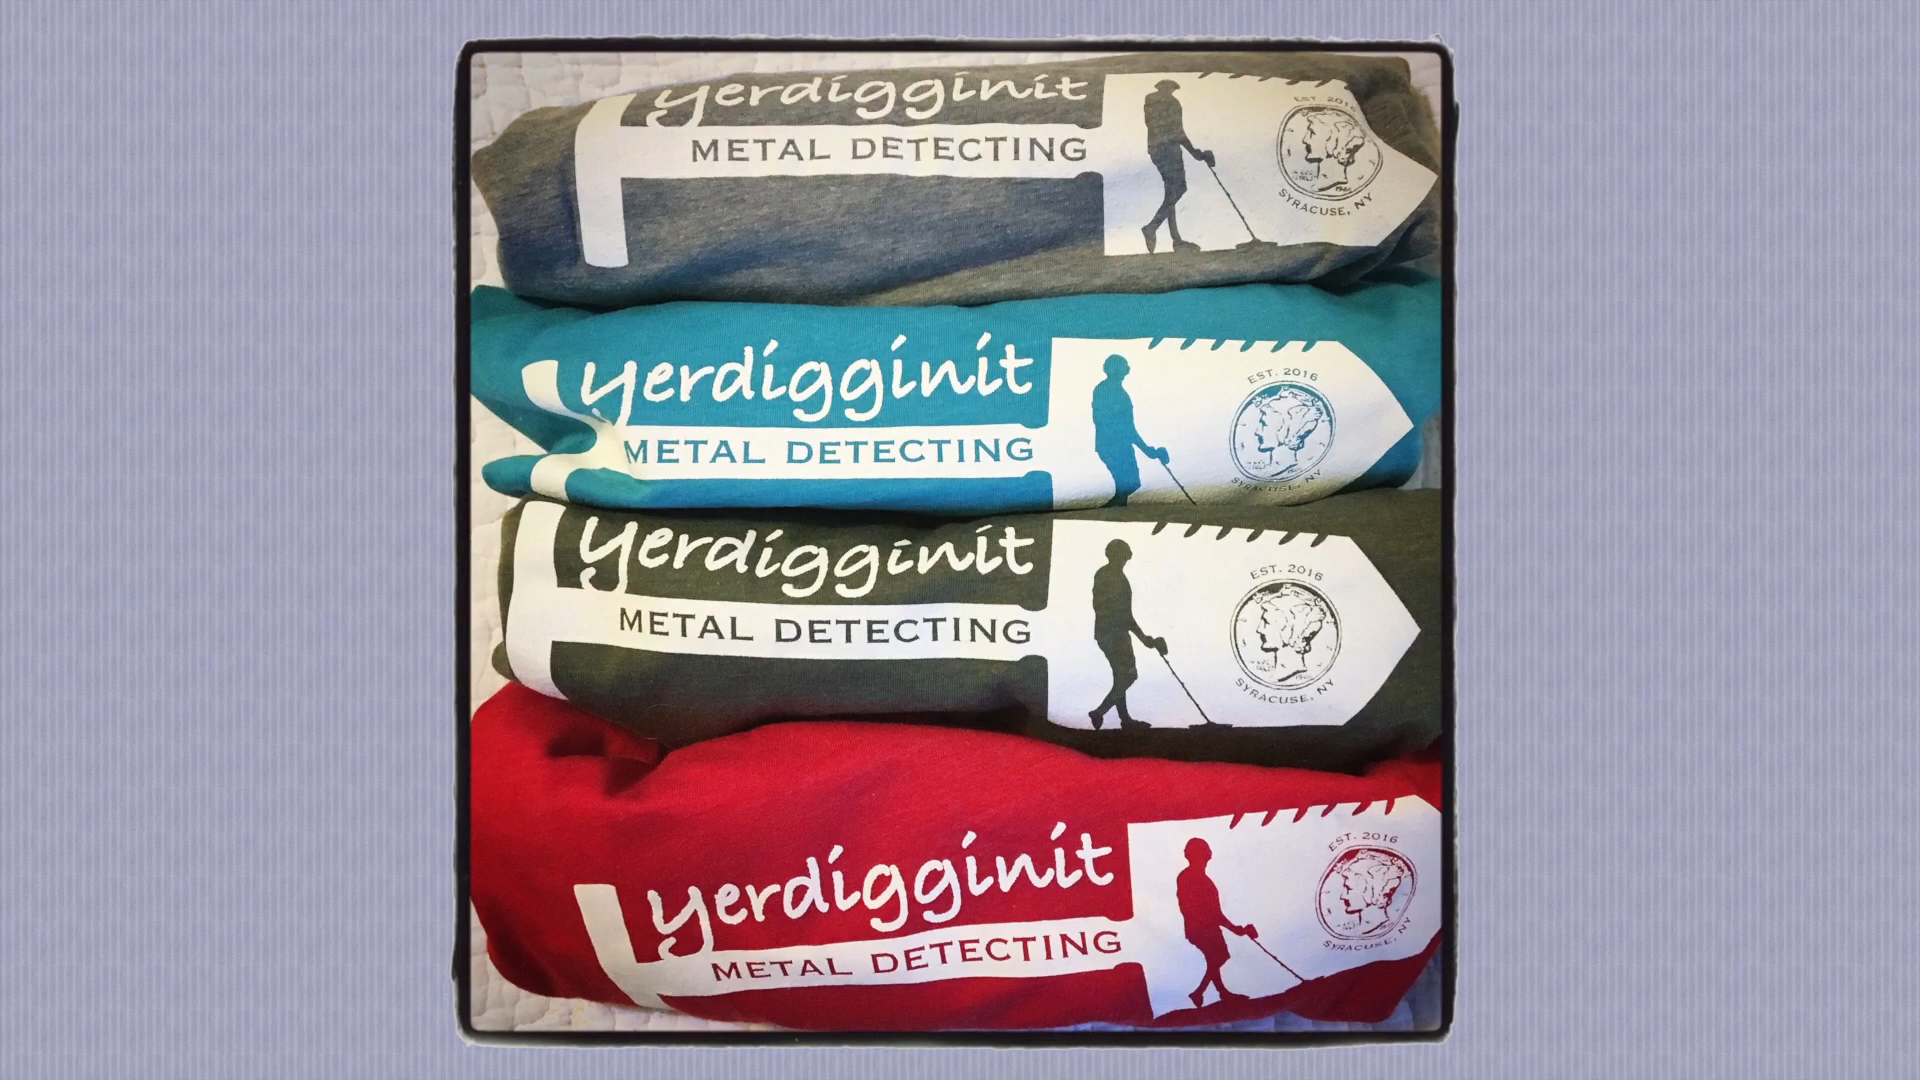 yerdigginit
METAL DETECTING
EST. 2016
SYRACUSE, NY
yerdigginit
METAL DETECTING
EST. 2016
SYRACUSE, NY
yerdigginit
METAL DETECTING
EST. 2016
SYRACUSE, NY
yerdigginit
METAL DETECTING
EST. 2016
SYRACUSE, NY